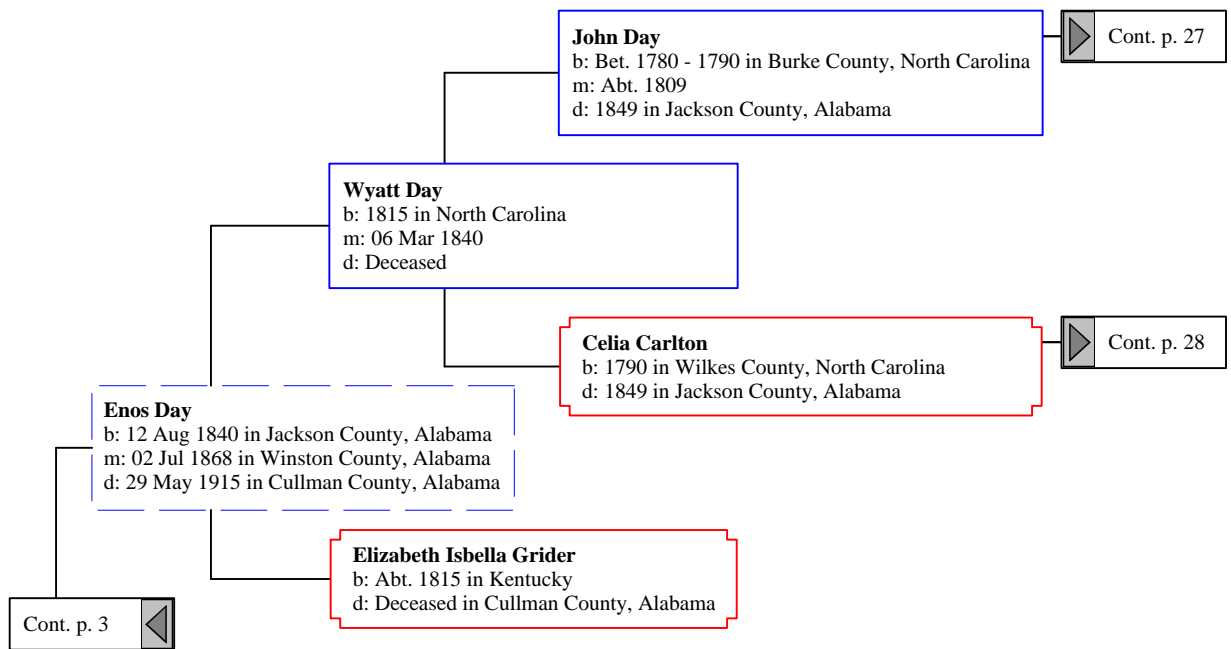 John Day
b: Bet. 1780 - 1790 in Burke County, North Carolina
m: Abt. 1809
d: 1849 in Jackson County, Alabama
Cont. p. 27
Wyatt Day
b: 1815 in North Carolina
m: 06 Mar 1840
d: Deceased
Celia Carlton
b: 1790 in Wilkes County, North Carolina
d: 1849 in Jackson County, Alabama
Cont. p. 28
Enos Day
b: 12 Aug 1840 in Jackson County, Alabama
m: 02 Jul 1868 in Winston County, Alabama
d: 29 May 1915 in Cullman County, Alabama
Elizabeth Isbella Grider
b: Abt. 1815 in Kentucky
d: Deceased in Cullman County, Alabama
Cont. p. 3